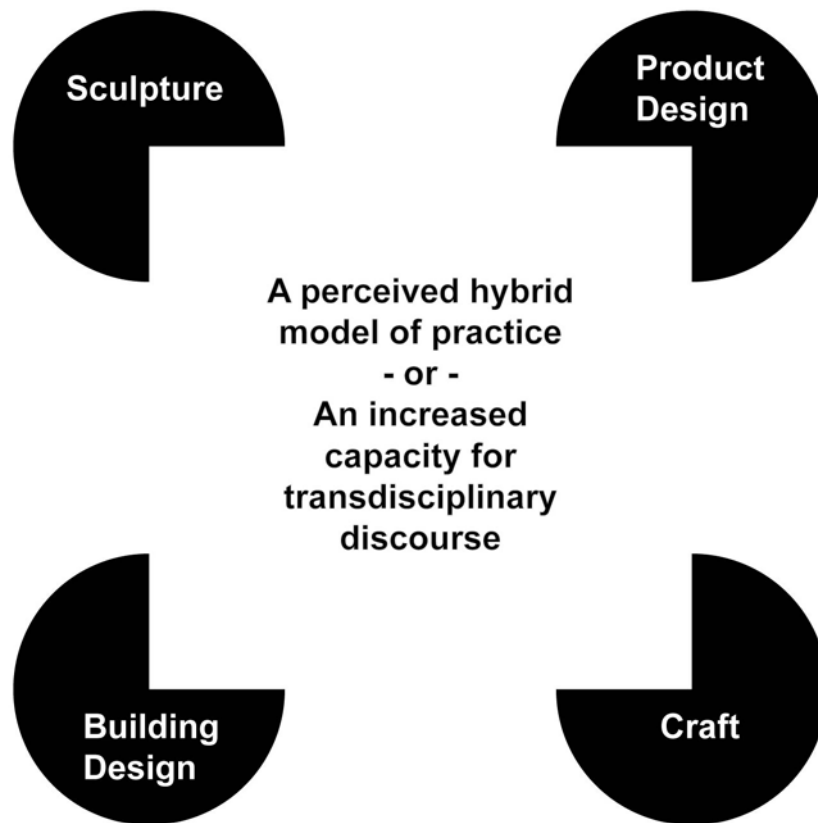 Sculpture
Product
Design
A perceived hybrid
model of practice
- or -
An increased
capacity for
transdisciplinary
discourse
Building
Design
Craft